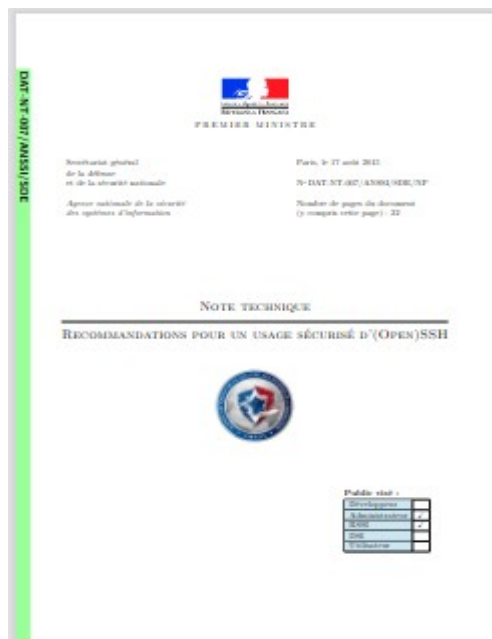 DAT-NT-007/ANSSI/SDE
PREMIER MINISTRE
Secrétariat général
de la défense
et de la sécurité nationale
Agence nationale de la sécurité
des systèmes d'information
Paris, le 17 août 2015
N° DAT-NT-007/ANSSI/SDE/NP
Nombre de pages du document
(y compris cette page) : 22
NOTE TECHNIQUE
RECOMMANDATIONS POUR UN USAGE SÉCURISÉ D'(OPEN)SSH
Public visé :
Développeur
Administrateur ✓
RSSI ✓
DSI
Utilisateur